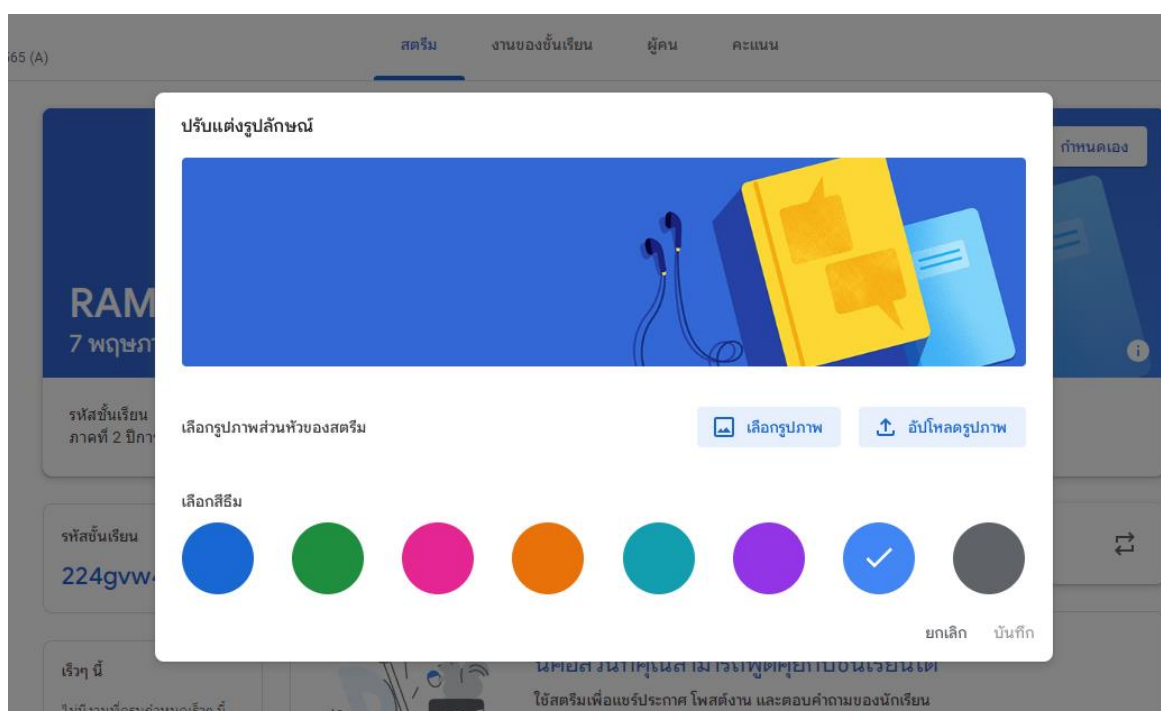 565 (A)
สตรีม งานของชั้นเรียน ผู้คน คะแนน
ปรับแต่งรูปลักษณ์
กำหนดเอง
RAM
7
เลือกรูปภาพส่วนหัวของสตรีม
เลือกรูปภาพ
อัปโหลดรูปภาพ
รหัสชั้นเรียน
ภาคที่ 2
เลือกสีธีม
รหัสชั้นเรียน
224gvw
ยกเลิก บันทึก
เร็วๆ นี้
ใช้สตรีมเพื่อแชร์ประกาศ โพสต์งาน และตอบคำถามของนักเรียน